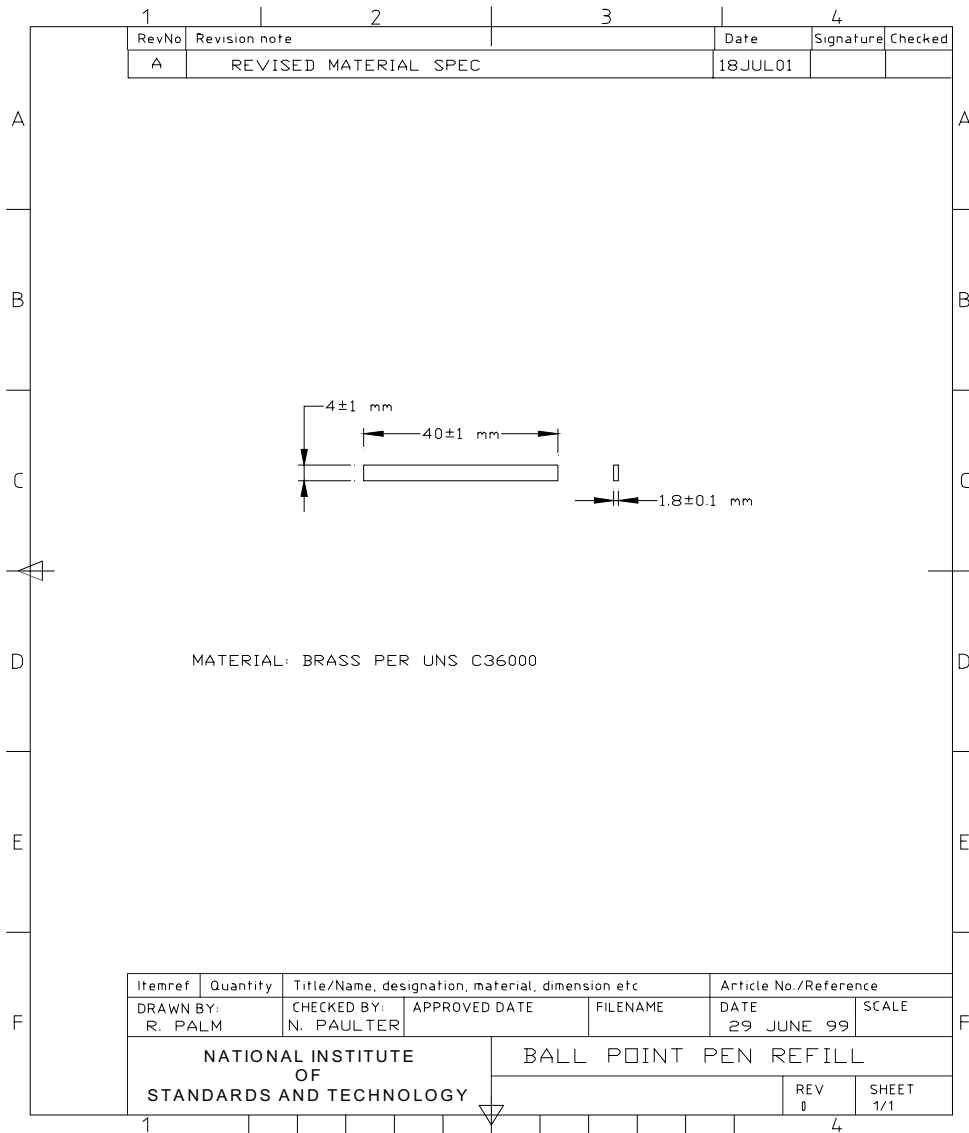 1 2 3 4
RevNo Revision note Date Signature Checked
A REVISED MATERIAL SPEC 18JUL01
A A
B B
4±1 mm
40±1 mm
C C
1.8±0.1 mm
D MATERIAL: BRASS PER UNS C36000 D
E E
Itemref Quantity Title/Name, designation, material, dimension etc Article No./Reference
DRAWN BY: CHECKED BY: APPROVED DATE FILENAME DATE SCALE
F F
R. PALM N. PAULTER 29 JUNE 99
NATIONAL INSTITUTE
OF
STANDARDS AND TECHNOLOGY
BALL POINT PEN REFILL
REV SHEET
0 1/1
1 4